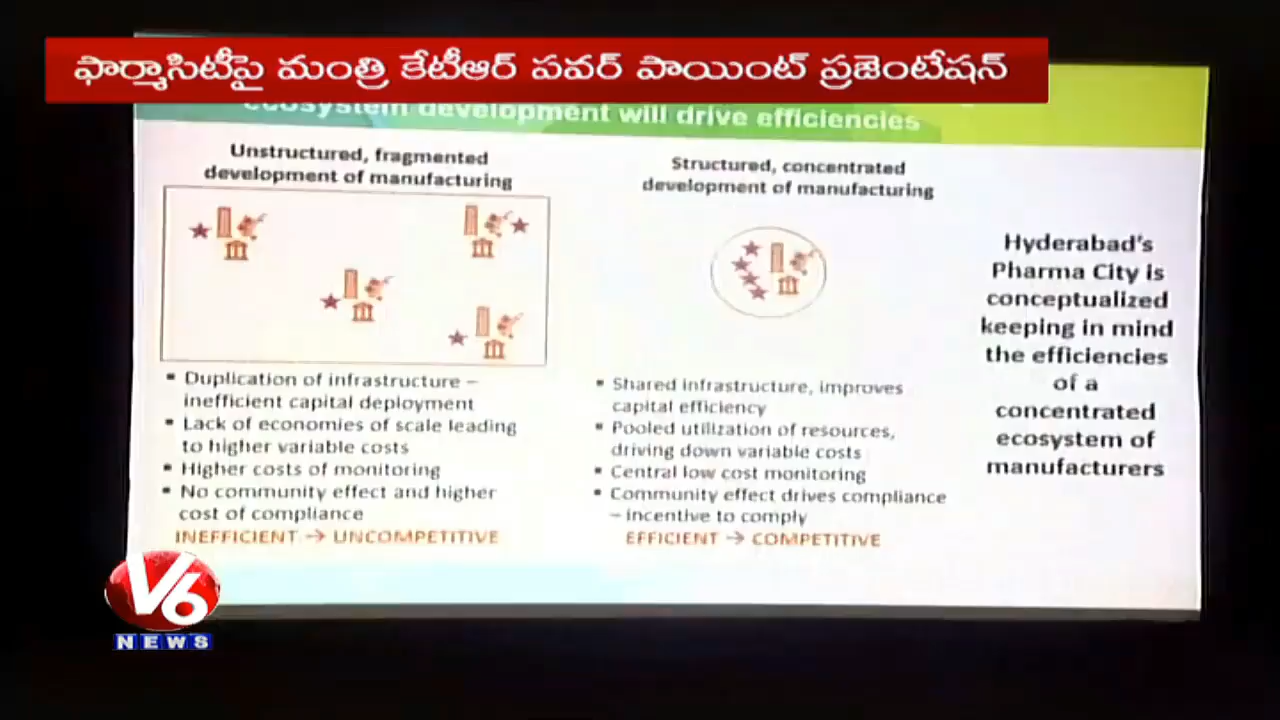 ఫార్మాసిటీపై మంత్రి కేటీఆర్ పవర్ పాయింట్ ప్రజెంటేషన్
ecosystem development will drive efficiencies
Unstructured, fragmented
development of manufacturing
Structured, concentrated
development of manufacturing
▪ Duplication of infrastructure –
inefficient capital deployment
▪ Lack of economies of scale leading
to higher variable costs
▪ Higher costs of monitoring
▪ No community effect and higher
cost of compliance
INEFFICIENT → UNCOMPETITIVE
▪ Shared infrastructure, improves
capital efficiency
▪ Pooled utilization of resources,
driving down variable costs
▪ Central low cost monitoring
▪ Community effect drives compliance
– incentive to comply
EFFICIENT → COMPETITIVE
Hyderabad's
Pharma City is
conceptualized
keeping in mind
the efficiencies
of a
concentrated
ecosystem of
manufacturers
V6
NEWS